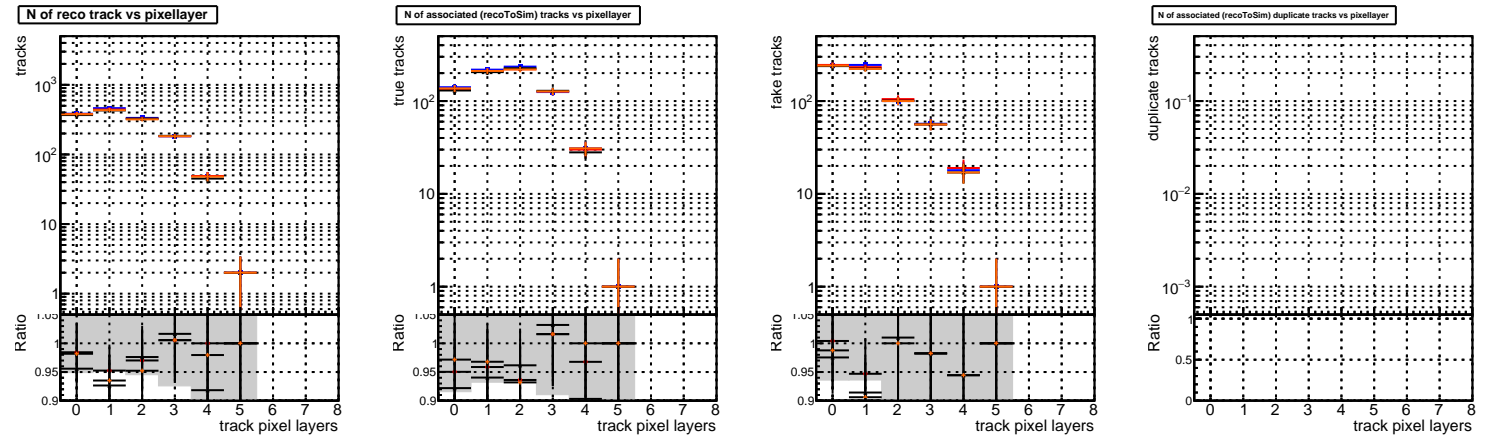 N of reco track vs pixellayer
tracks
10³
10²
10
1
Ratio
1.05
1
0.95
0.9
0 1 2 3 4 5 6 7 8
track pixel layers
N of associated (recoToSim) tracks vs pixellayer
true tracks
10²
10
1
Ratio
1.05
1
0.95
0.9
0 1 2 3 4 5 6 7 8
track pixel layers
fake tracks
10²
10
1
Ratio
1.05
1
0.95
0.9
0 1 2 3 4 5 6 7 8
track pixel layers
N of associated (recoToSim) duplicate tracks vs pixellayer
duplicate tracks
10⁻¹
10⁻²
10⁻³
Ratio
1
0.5
0
0 1 2 3 4 5 6 7 8
track pixel layers